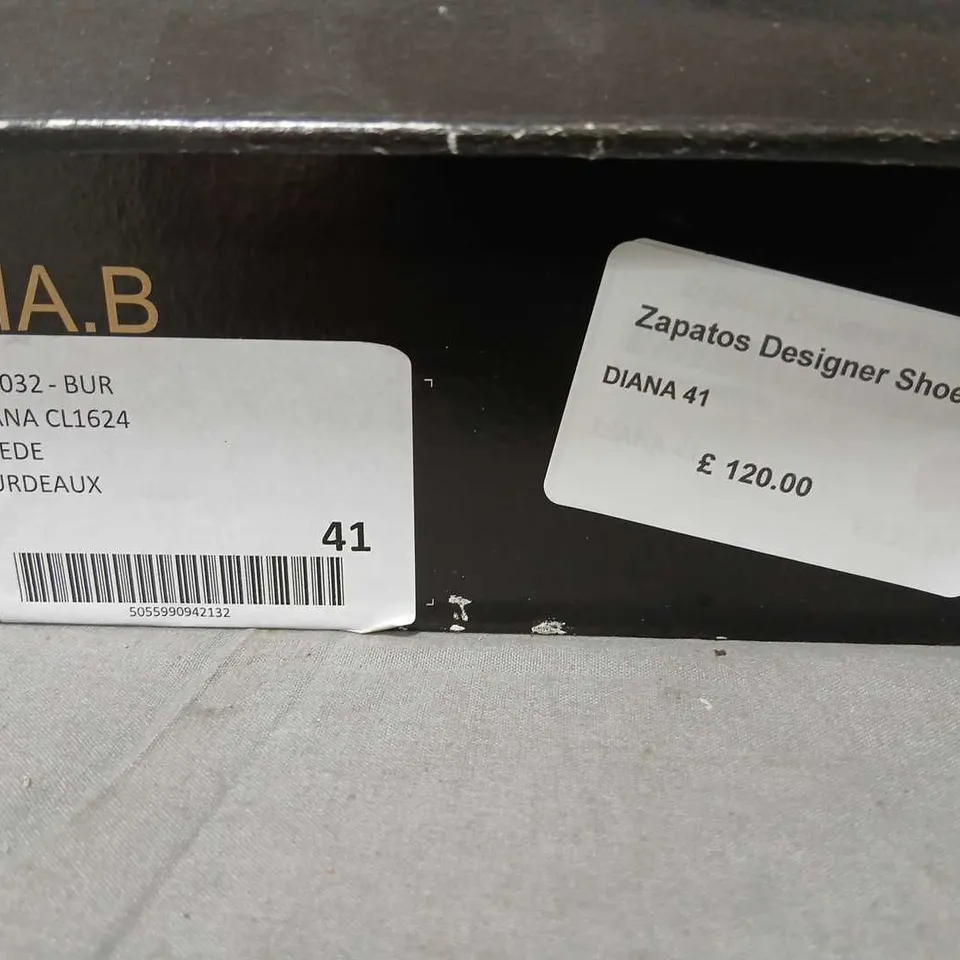 IA.B
032 - BUR
ANA CL1624
EDE
URDEAUX
41
5055990942132
Zapatos Designer Shoe
DIANA 41
£ 120.00